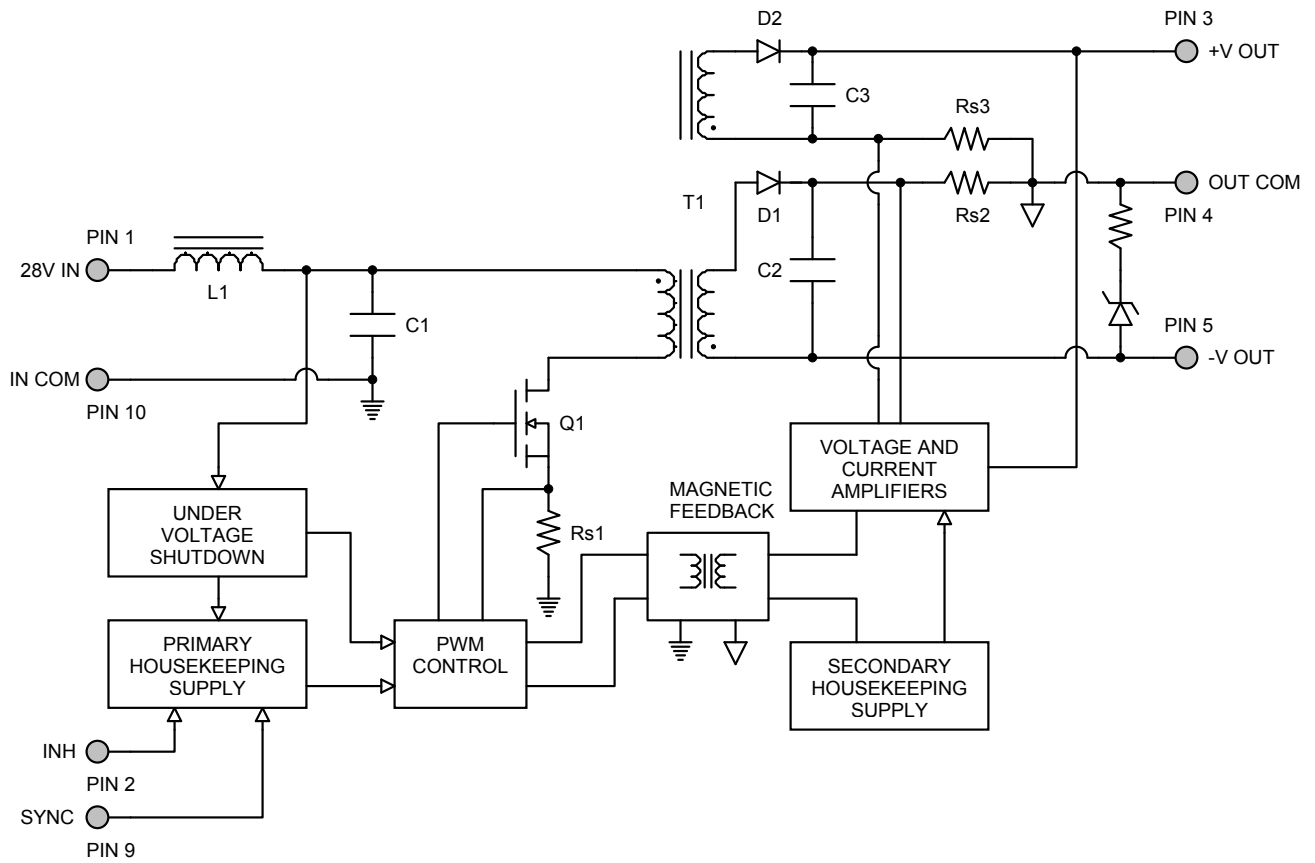 D2
PIN 3
+V OUT
C3
Rs3
T1
D1
Rs2
OUT COM
PIN 4
PIN 1
28V IN
L1
C2
C1
PIN 5
-V OUT
IN COM
PIN 10
Q1
VOLTAGE AND
CURRENT
AMPLIFIERS
MAGNETIC
FEEDBACK
UNDER
VOLTAGE
SHUTDOWN
Rs1
PRIMARY
HOUSEKEEPING
SUPPLY
PWM
CONTROL
SECONDARY
HOUSEKEEPING
SUPPLY
INH
PIN 2
SYNC
PIN 9